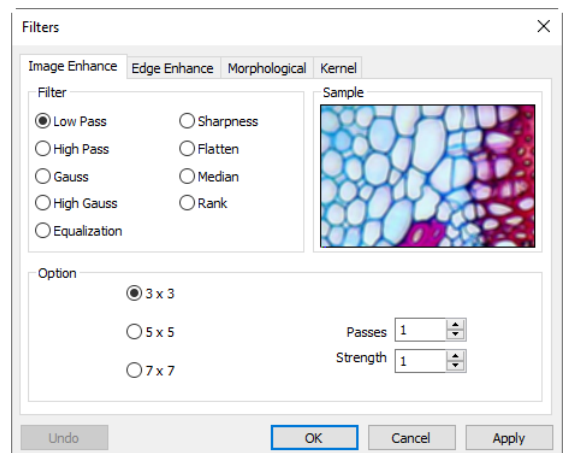 Filters
Image Enhance Edge Enhance Morphological Kernel
Filter
Low Pass Sharpness
High Pass Flatten
Gauss Median
High Gauss Rank
Equalization
Sample
Option
3 x 3
5 x 5
7 x 7
Passes 1
Strength 1
Undo OK Cancel Apply